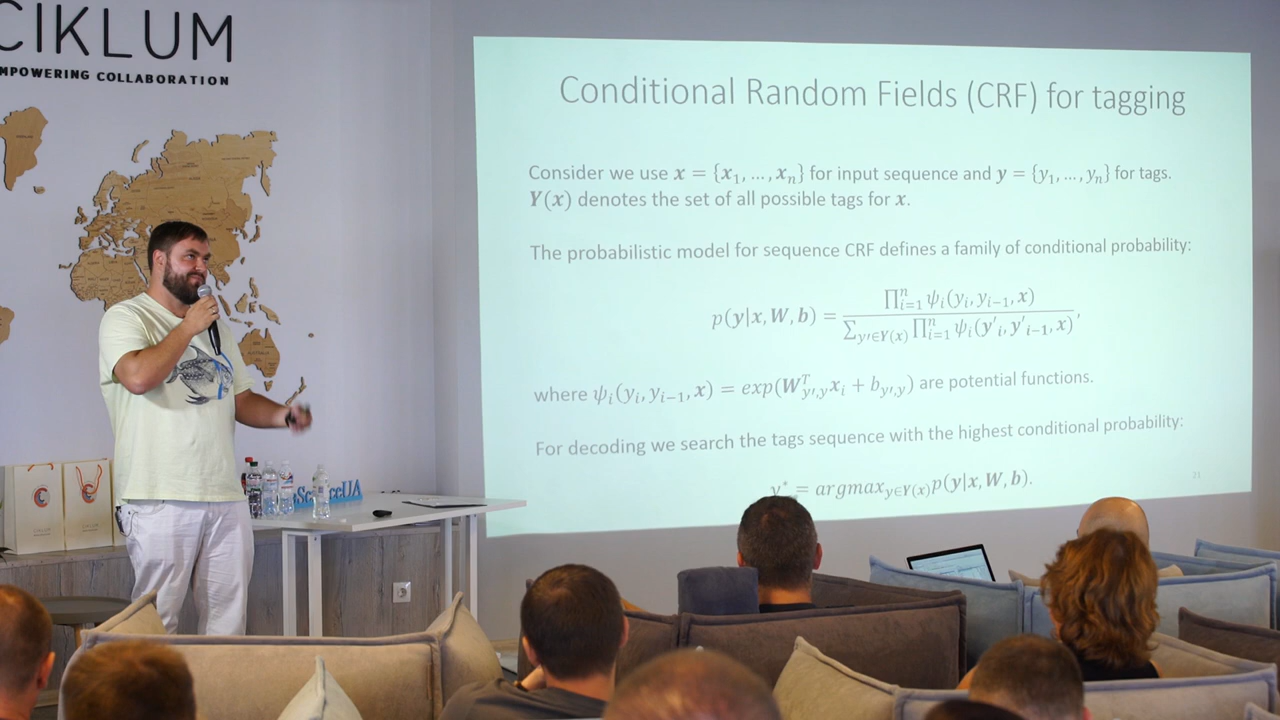 CIKLUM
MPOWERING COLLABORATION
Conditional Random Fields (CRF) for tagging
Consider we use 𝒙 = {𝒙₁, … , 𝒙ₙ} for input sequence and 𝒚 = {y₁, … , yₙ} for tags.
𝒀(𝒙) denotes the set of all possible tags for 𝒙.
The probabilistic model for sequence CRF defines a family of conditional probability:
p(𝒚|𝒙, 𝑾, 𝒃) = ∏ⁿᵢ₌₁ ψᵢ(yᵢ, yᵢ₋₁, 𝒙) / ∑_{y′∈𝒀(𝒙)} ∏ⁿᵢ₌₁ ψᵢ(y′ᵢ, y′ᵢ₋₁, 𝒙) ,
where ψᵢ(yᵢ, yᵢ₋₁, 𝒙) = exp(𝑾ᵀ_{y′,y}𝒙ᵢ + b_{y′,y}) are potential functions.
For decoding we search the tags sequence with the highest conditional probability:
y* = argmax_{y∈𝒀(𝒙)}p(𝒚|𝒙, 𝑾, 𝒃).
21
CIKLUM